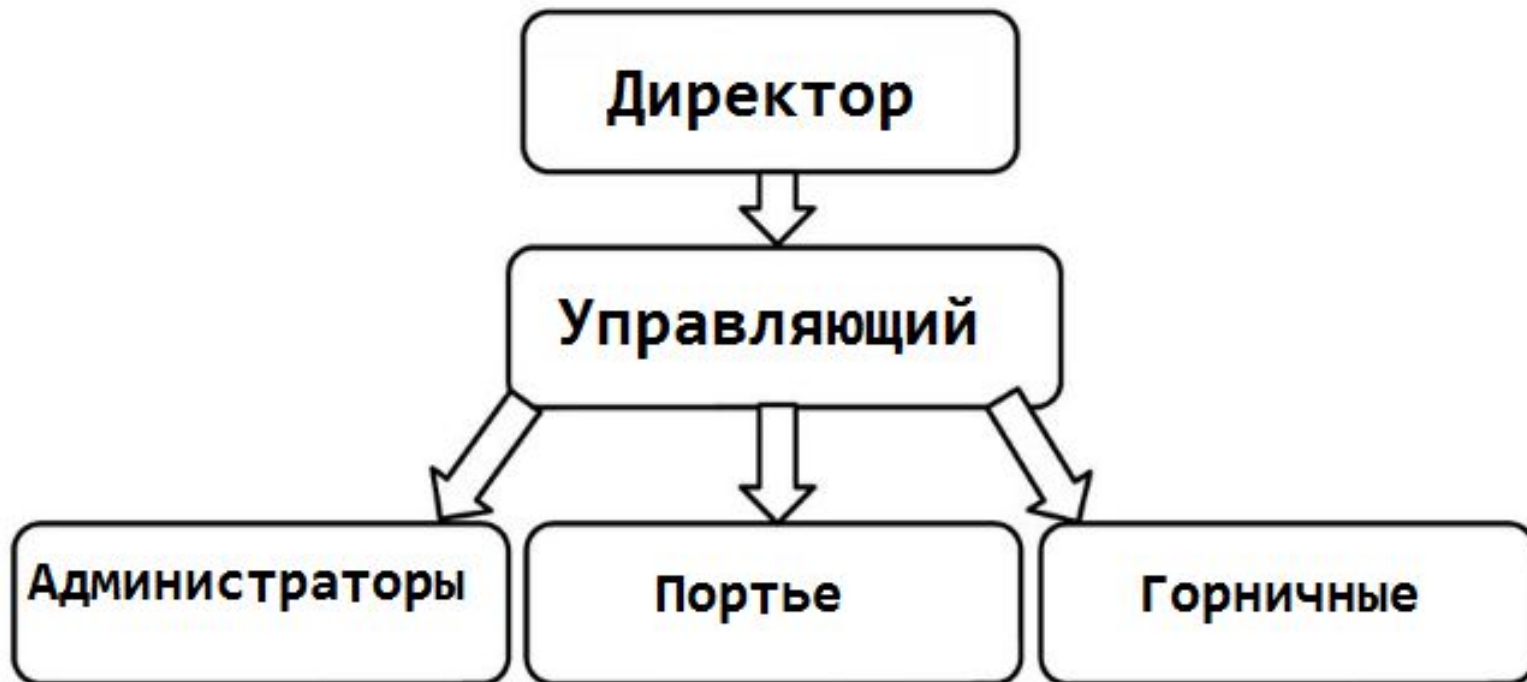 Директор
Управляющий
Администраторы
Портье
Горничные